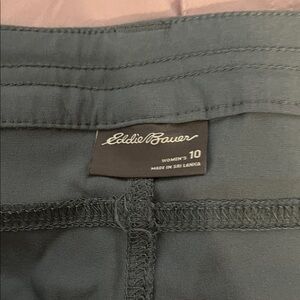 Eddie Bauer
WOMEN'S 10
MADE IN SRI LANKA